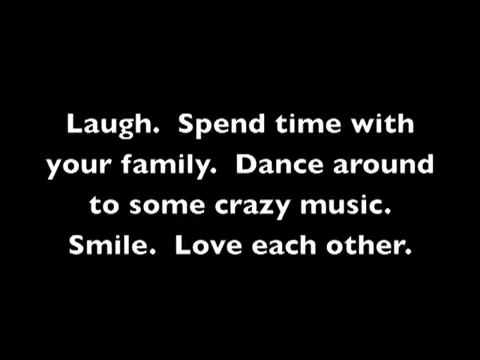 Laugh.  Spend time with
your family.  Dance around
to some crazy music.
Smile.  Love each other.